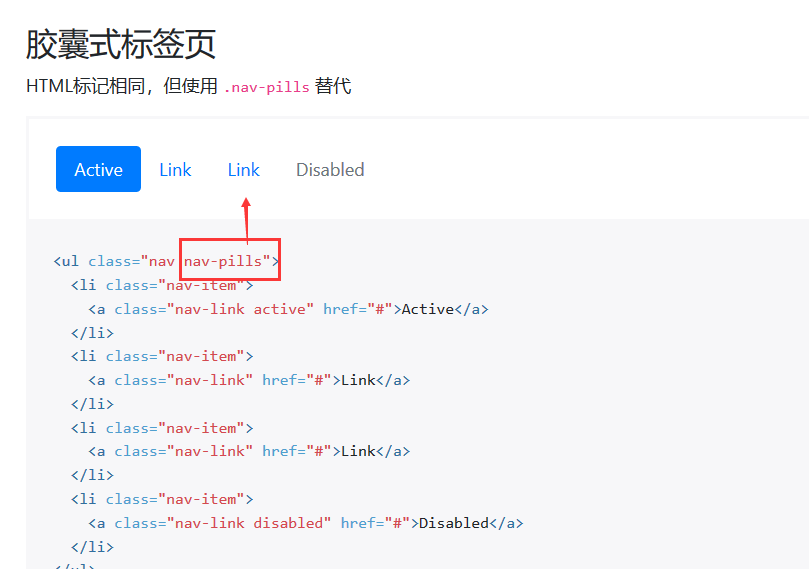 胶囊式标签页
HTML标记相同，但使用 .nav-pills 替代
Active Link Link Disabled
<ul class="nav nav-pills">
  <li class="nav-item">
    <a class="nav-link active" href="#">Active</a>
  </li>
  <li class="nav-item">
    <a class="nav-link" href="#">Link</a>
  </li>
  <li class="nav-item">
    <a class="nav-link" href="#">Link</a>
  </li>
  <li class="nav-item">
    <a class="nav-link disabled" href="#">Disabled</a>
  </li>
</ul>